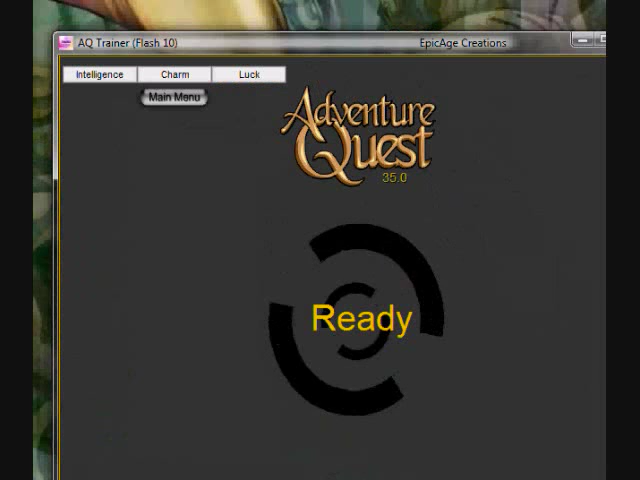 AQ Trainer (Flash 10) EpicAge Creations
Intelligence Charm Luck
Main Menu
Adventure
Quest
35.0
Ready